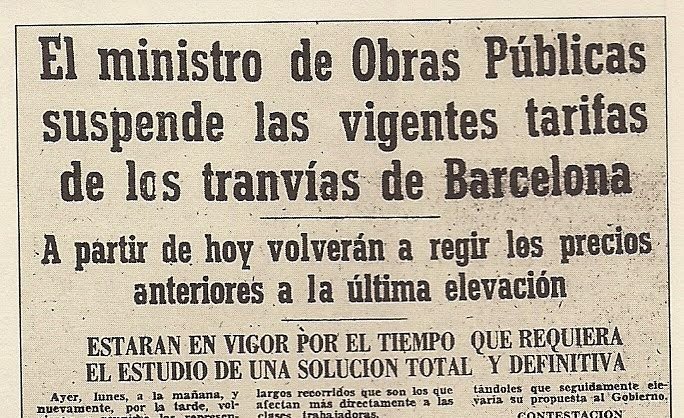 El ministro de Obras Públicas
suspende las vigentes tarifas
de los tranvías de Barcelona
A partir de hoy volverán a regir los precios
anteriores a la última elevación
ESTARAN EN VIGOR POR EL TIEMPO QUE REQUIERA
EL ESTUDIO DE UNA SOLUCION TOTAL Y DEFINITIVA
Ayer, lunes, a la mañana, y
nuevamente, por la tarde, vol-
largos recorridos que son los que
afectan más directamente a las
clases trabajadoras.
tándoles que seguidamente ele-
varia su propuesta al Gobierno.
CONTESTACION